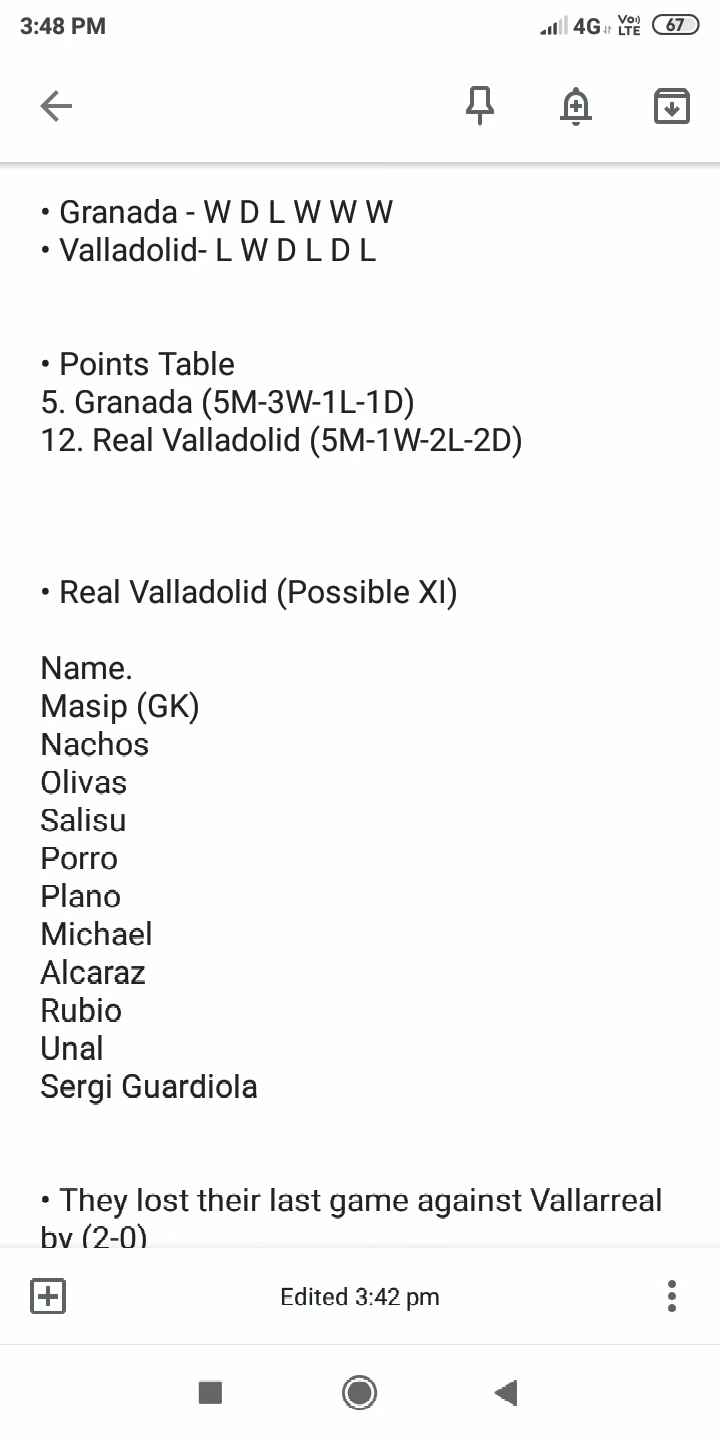 3:48 PM
4G
Vo)
LTE
67
• Granada - W D L W W W
• Valladolid- L W D L D L
• Points Table
5. Granada (5M-3W-1L-1D)
12. Real Valladolid (5M-1W-2L-2D)
• Real Valladolid (Possible XI)
Name.
Masip (GK)
Nachos
Olivas
Salisu
Porro
Plano
Michael
Alcaraz
Rubio
Unal
Sergi Guardiola
• They lost their last game against Vallarreal
by (2-0)
Edited 3:42 pm